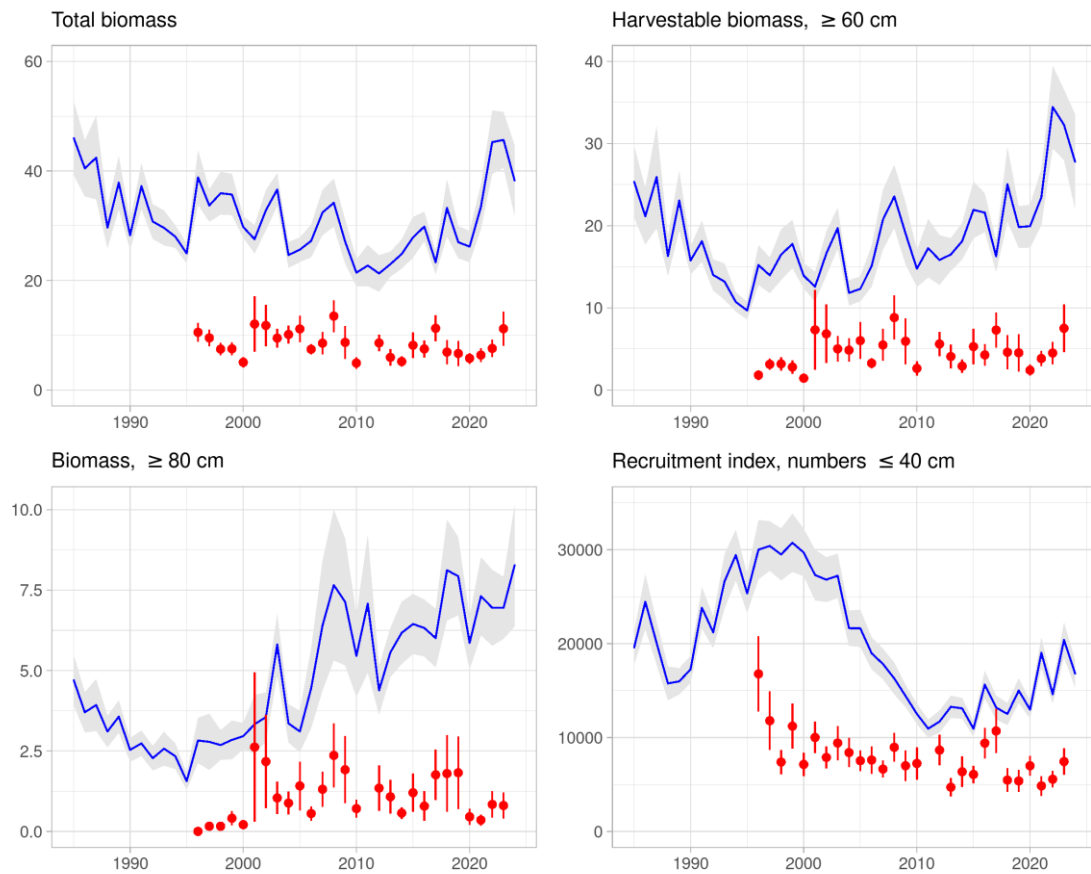 Total biomass
60
40
20
0
1990 2000 2010 2020
Harvestable biomass, ≥ 60 cm
40
30
20
10
0
1990 2000 2010 2020
Biomass, ≥ 80 cm
10.0
7.5
5.0
2.5
0.0
1990 2000 2010 2020
Recruitment index, numbers ≤ 40 cm
30000
20000
10000
0
1990 2000 2010 2020